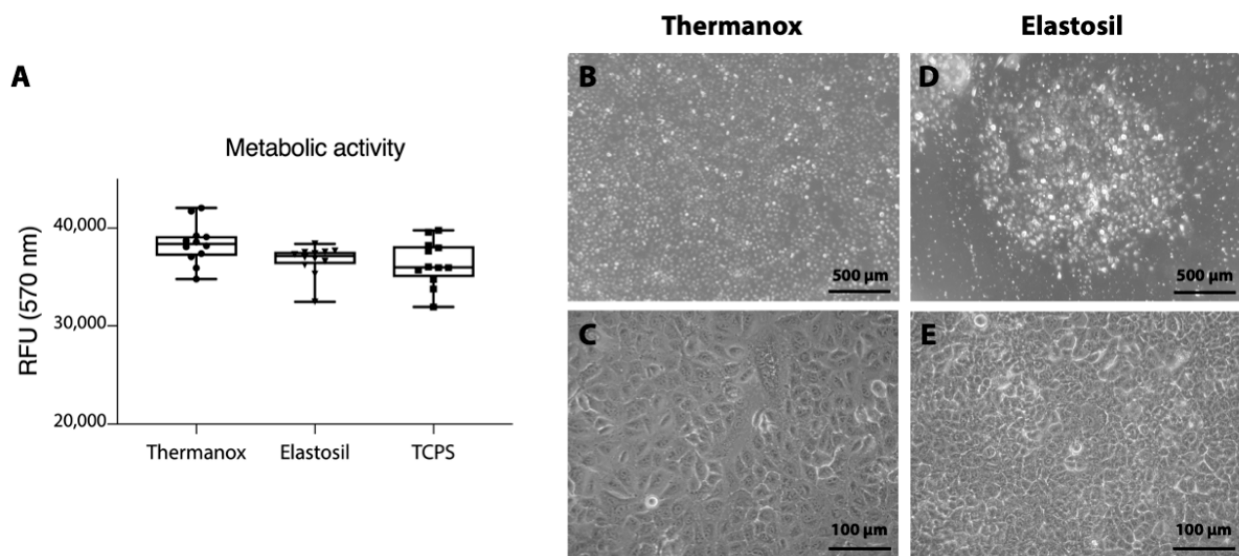 Thermanox Elastosil
A
B
D
Metabolic activity
40,000
30,000
20,000
RFU (570 nm)
Thermanox Elastosil TCPS
500 µm
500 µm
C
E
100 µm
100 µm